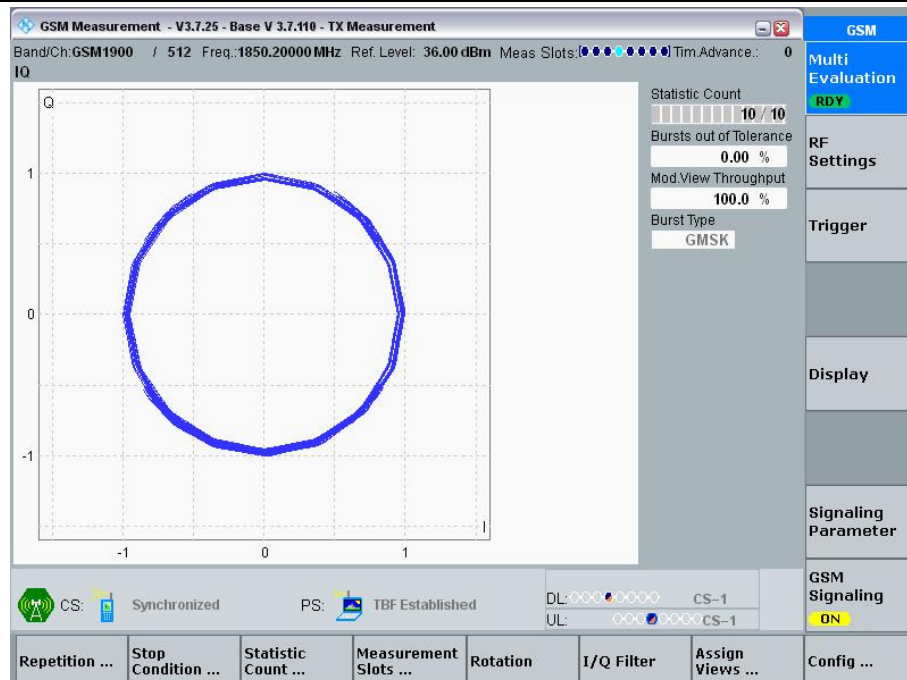 GSM Measurement - V3.7.25 - Base V 3.7.110 - TX Measurement
Band/Ch:GSM1900 / 512 Freq.:1850.20000 MHz Ref. Level: 36.00 dBm Meas Slots: Tim.Advance.: 0
IQ
Q
1
0
-1
-1 0 1
I
Statistic Count
10 / 10
Bursts out of Tolerance
0.00 %
Mod.View Throughput
100.0 %
Burst Type
GMSK
GSM
Multi
Evaluation
RDY
RF
Settings
Trigger
Display
Signaling
Parameter
GSM
Signaling
ON
CS: Synchronized PS: TBF Established DL: CS-1
UL: CS-1
Repetition ...
Stop
Condition ...
Statistic
Count ...
Measurement
Slots ...
Rotation
I/Q Filter
Assign
Views ...
Config ...